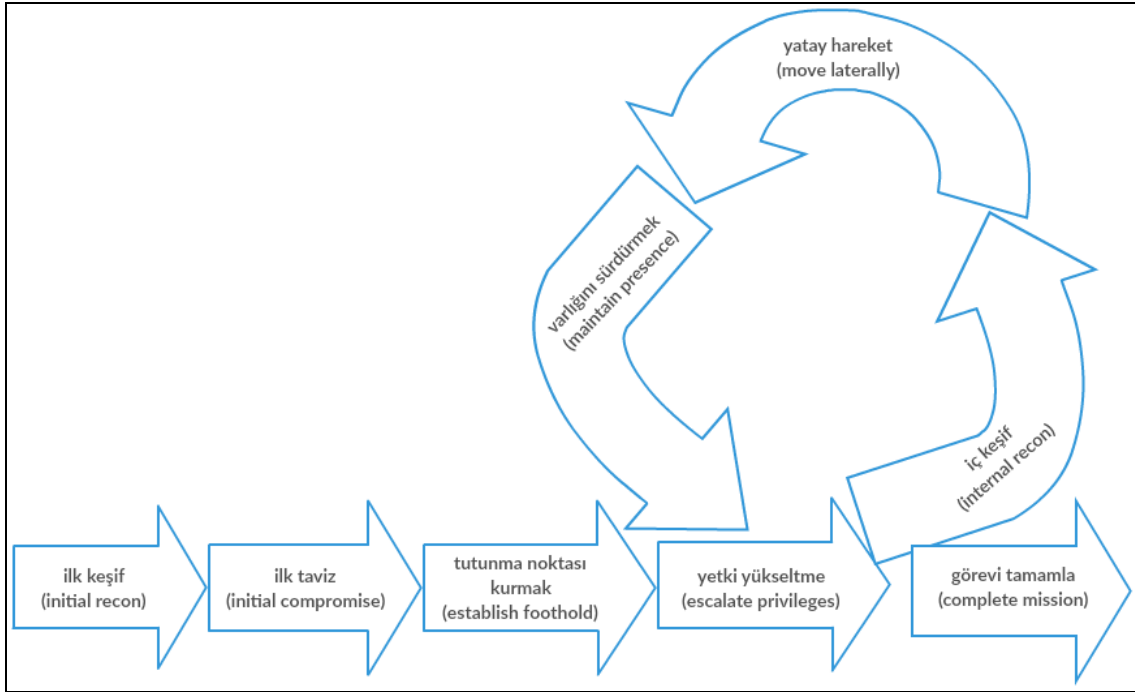 yatay hareket
(move laterally)
varlığını sürdürmek
(maintain presence)
iç keşif
(internal recon)
ilk keşif
(initial recon)
ilk taviz
(initial compromise)
tutunma noktası
kurmak
(establish foothold)
yetki yükseltme
(escalate privileges)
görevi tamamla
(complete mission)